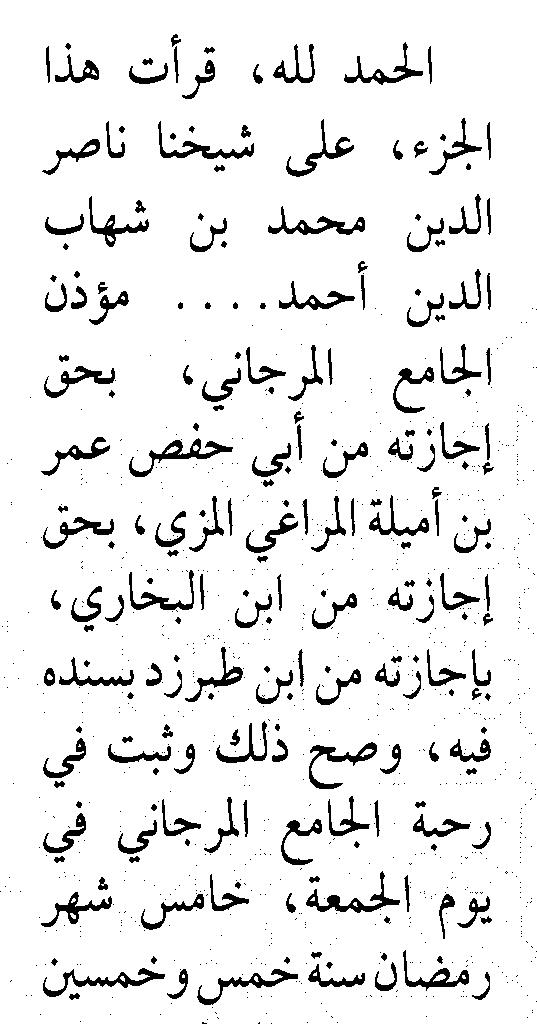 الحمد لله، قرأت هذا
الجزء، على شيخنا ناصر
الدين محمد بن شهاب
الدين أحمد.... مؤذن
الجامع المرجاني، بحق
إجازته من أبي حفص عمر
بن أميلة المراغي المزي، بحق
إجازته من ابن البخاري،
بإجازته من ابن طبرزد بسنده
فيه، وصح ذلك وثبت في
رحبة الجامع المرجاني في
يوم الجمعة، خامس شهر
رمضان سنة خمس وخمسين